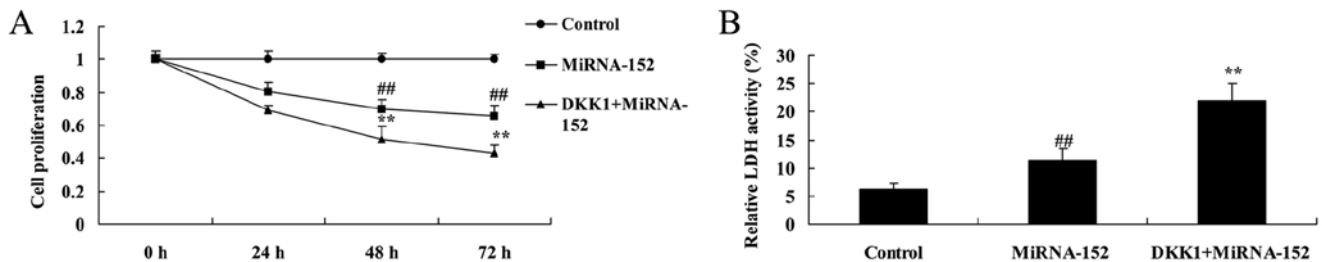 A
Cell proliferation
1.2
1
0.8
0.6
0.4
0.2
0
0 h
24 h
48 h
72 h
##
##
**
**
Control
MiRNA-152
DKK1+MiRNA-
152
B
Relative LDH activity (%)
30
25
20
15
10
5
0
##
**
Control
MiRNA-152
DKK1+MiRNA-152